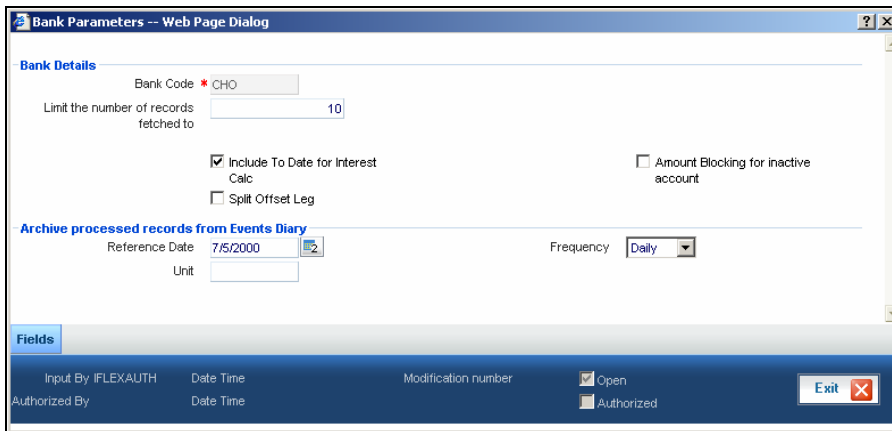 Bank Parameters -- Web Page Dialog
Bank Details
Bank Code * CHO
Limit the number of records fetched to 10
Include To Date for Interest Calc
Amount Blocking for inactive account
Split Offset Leg
Archive processed records from Events Diary
Reference Date 7/5/2000
Frequency Daily
Unit
Fields
Input By IFLEXAUTH Date Time Modification number Open
Authorized By Date Time Authorized
Exit